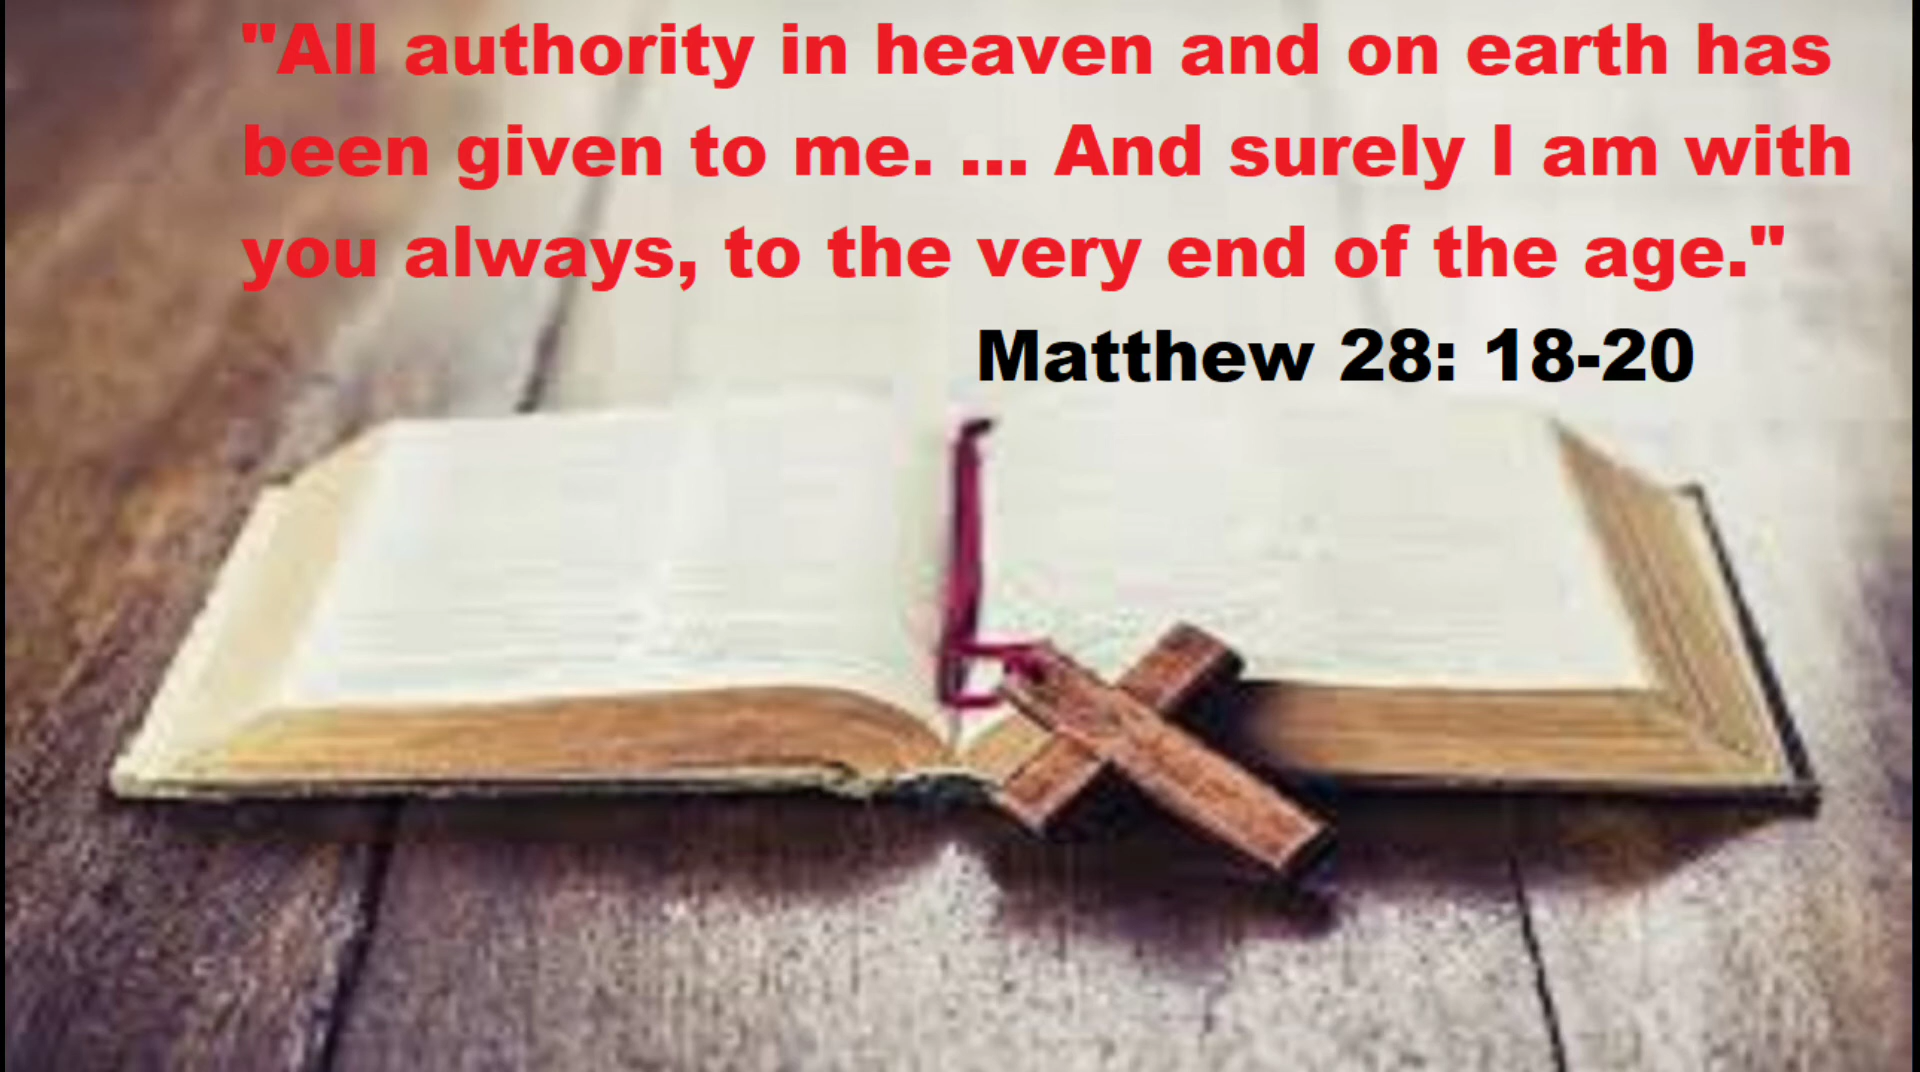 "All authority in heaven and on earth has
been given to me. ... And surely I am with
you always, to the very end of the age."
Matthew 28: 18-20